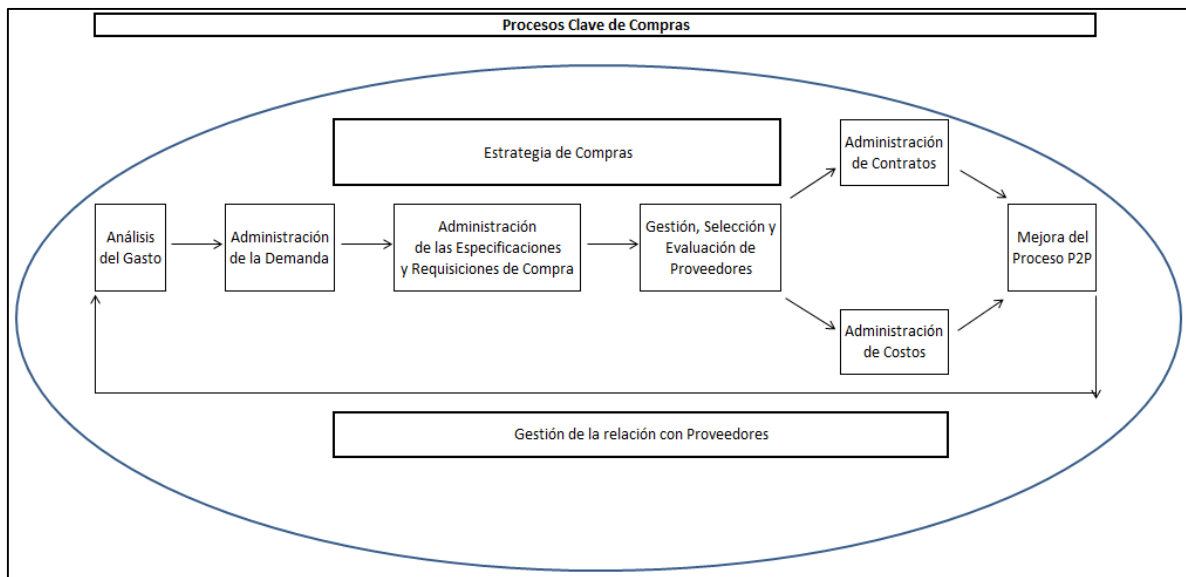 Procesos Clave de Compras
Estrategia de Compras
Análisis
del Gasto
Administración
de la Demanda
Administración
de las Especificaciones
y Requisiciones de Compra
Gestión, Selección y
Evaluación de
Proveedores
Administración
de Contratos
Administración
de Costos
Mejora del
Proceso P2P
Gestión de la relación con Proveedores